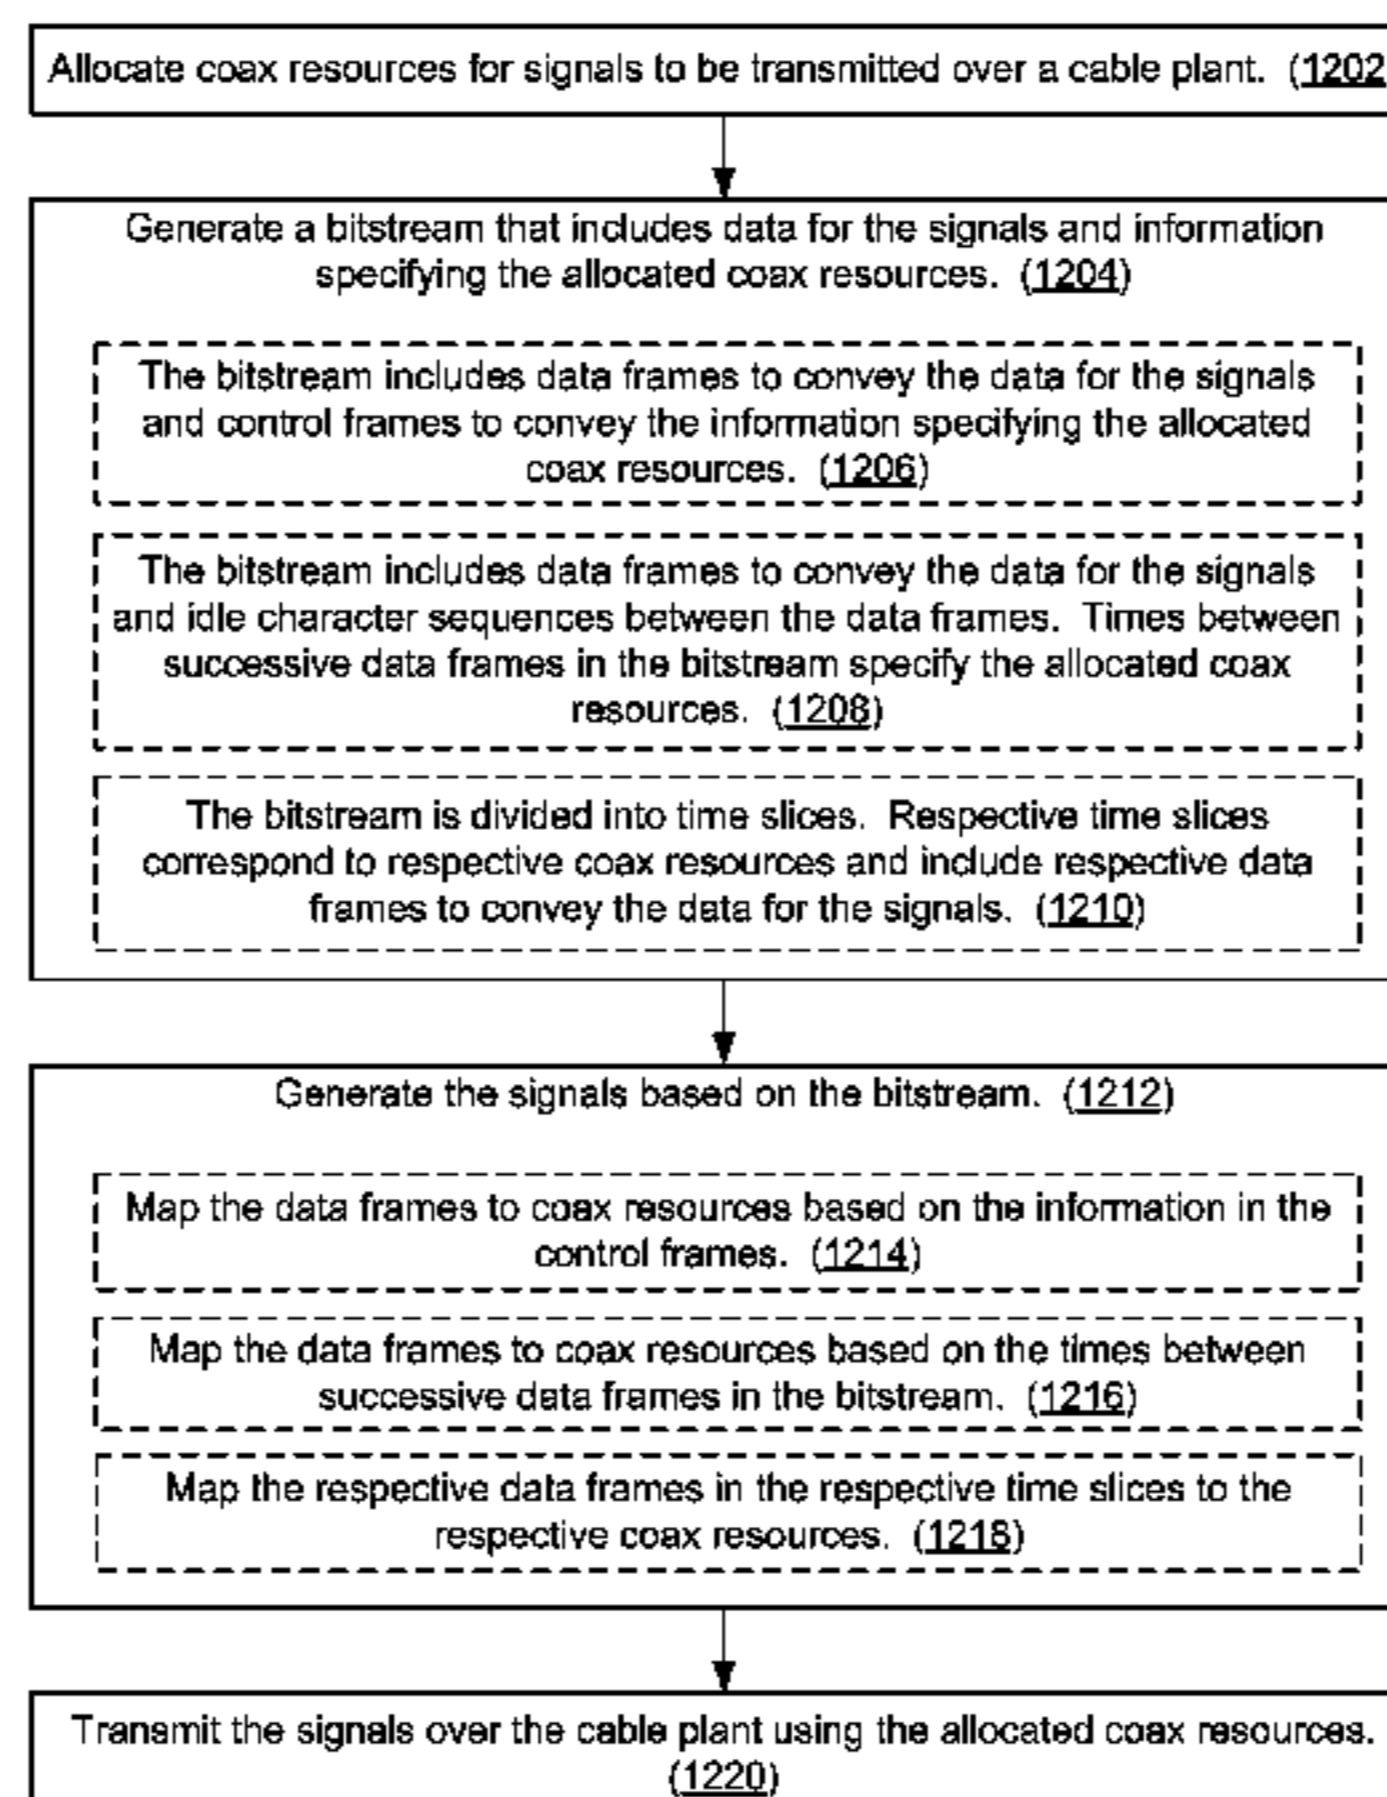 Allocate coax resources for signals to be transmitted over a cable plant. (1202
Generate a bitstream that includes data for the signals and information
specifying the allocated coax resources. (1204)
The bitstream includes data frames to convey the data for the signals
and control frames to convey the information specifying the allocated
coax resources. (1206)
The bitstream includes data frames to convey the data for the signals
and idle character sequences between the data frames. Times between
successive data frames in the bitstream specify the allocated coax
resources. (1208)
The bitstream is divided into time slices. Respective time slices
correspond to respective coax resources and include respective data
frames to convey the data for the signals. (1210)
Generate the signals based on the bitstream. (1212)
Map the data frames to coax resources based on the information in the
control frames. (1214)
Map the data frames to coax resources based on the times between
successive data frames in the bitstream. (1216)
Map the respective data frames in the respective time slices to the
respective coax resources. (1218)
Transmit the signals over the cable plant using the allocated coax resources.
(1220)